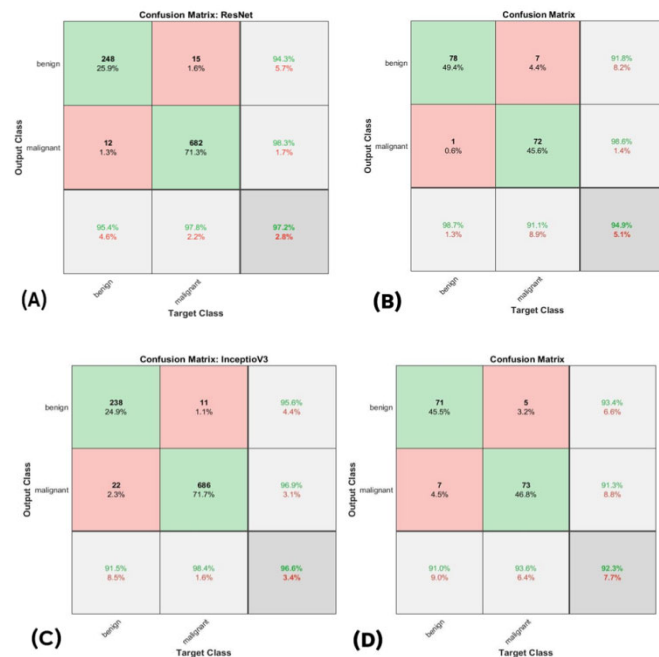 Confusion Matrix: ResNet
benign
248
25.9%
15
1.6%
94.3%
5.7%
malignant
12
1.3%
682
71.3%
98.3%
1.7%
95.4%
4.6%
97.8%
2.2%
97.2%
2.8%
benign
malignant
Output Class
Target Class
(A)
Confusion Matrix
78
49.4%
7
4.4%
91.8%
8.2%
1
0.6%
72
45.6%
98.6%
1.4%
98.7%
1.3%
91.1%
8.9%
94.9%
5.1%
benign
malignant
benign
malignant
Output Class
Target Class
(B)
Confusion Matrix: InceptioV3
benign
238
24.9%
11
1.1%
95.6%
4.4%
malignant
22
2.3%
686
71.7%
96.9%
3.1%
91.5%
8.5%
98.4%
1.6%
96.6%
3.4%
benign
malignant
Output Class
Target Class
(C)
Confusion Matrix
benign
71
45.5%
5
3.2%
93.4%
6.6%
malignant
7
4.5%
73
46.8%
91.3%
8.8%
91.0%
9.0%
93.6%
6.4%
92.3%
7.7%
benign
malignant
Output Class
Target Class
(D)